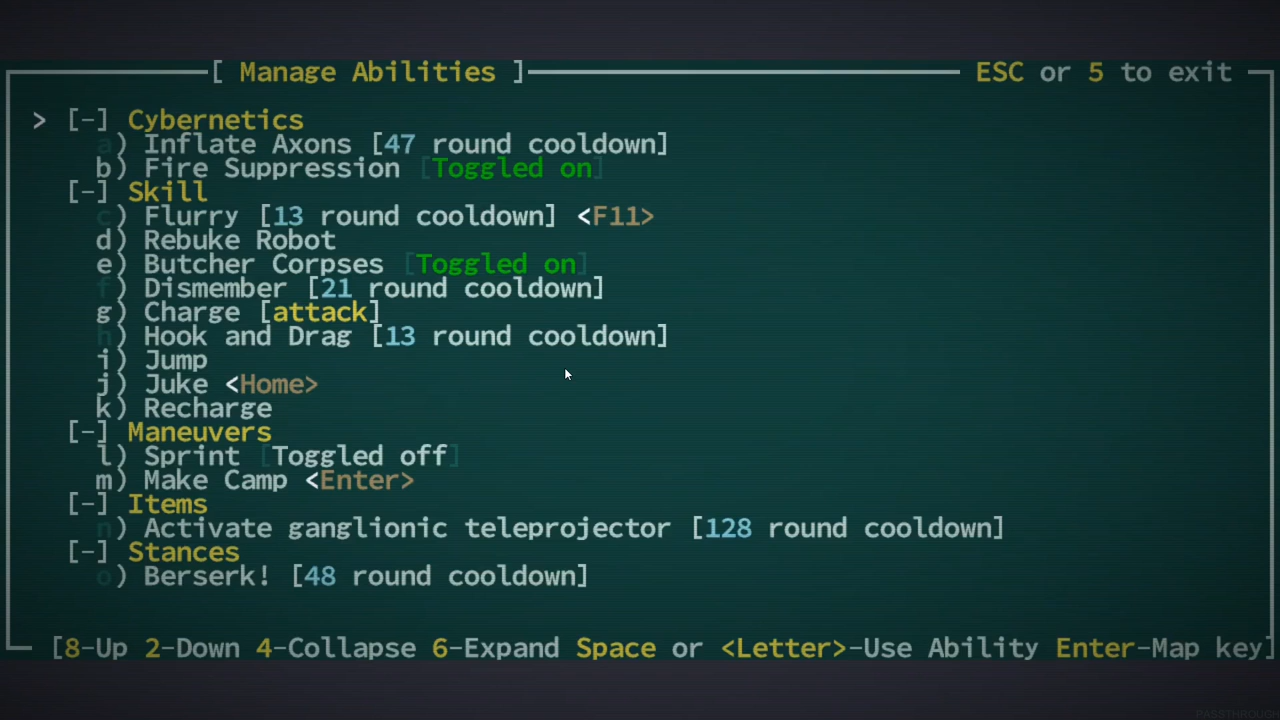 [ Manage Abilities ] ESC or 5 to exit
> [-] Cybernetics
a) Inflate Axons [47 round cooldown]
b) Fire Suppression [Toggled on]
[-] Skill
c) Flurry [13 round cooldown] <F11>
d) Rebuke Robot
e) Butcher Corpses [Toggled on]
f) Dismember [21 round cooldown]
g) Charge [attack]
h) Hook and Drag [13 round cooldown]
i) Jump
j) Juke <Home>
k) Recharge
[-] Maneuvers
l) Sprint [Toggled off]
m) Make Camp <Enter>
[-] Items
n) Activate ganglionic teleprojector [128 round cooldown]
[-] Stances
o) Berserk! [48 round cooldown]
[8-Up 2-Down 4-Collapse 6-Expand Space or <Letter>-Use Ability Enter-Map key]